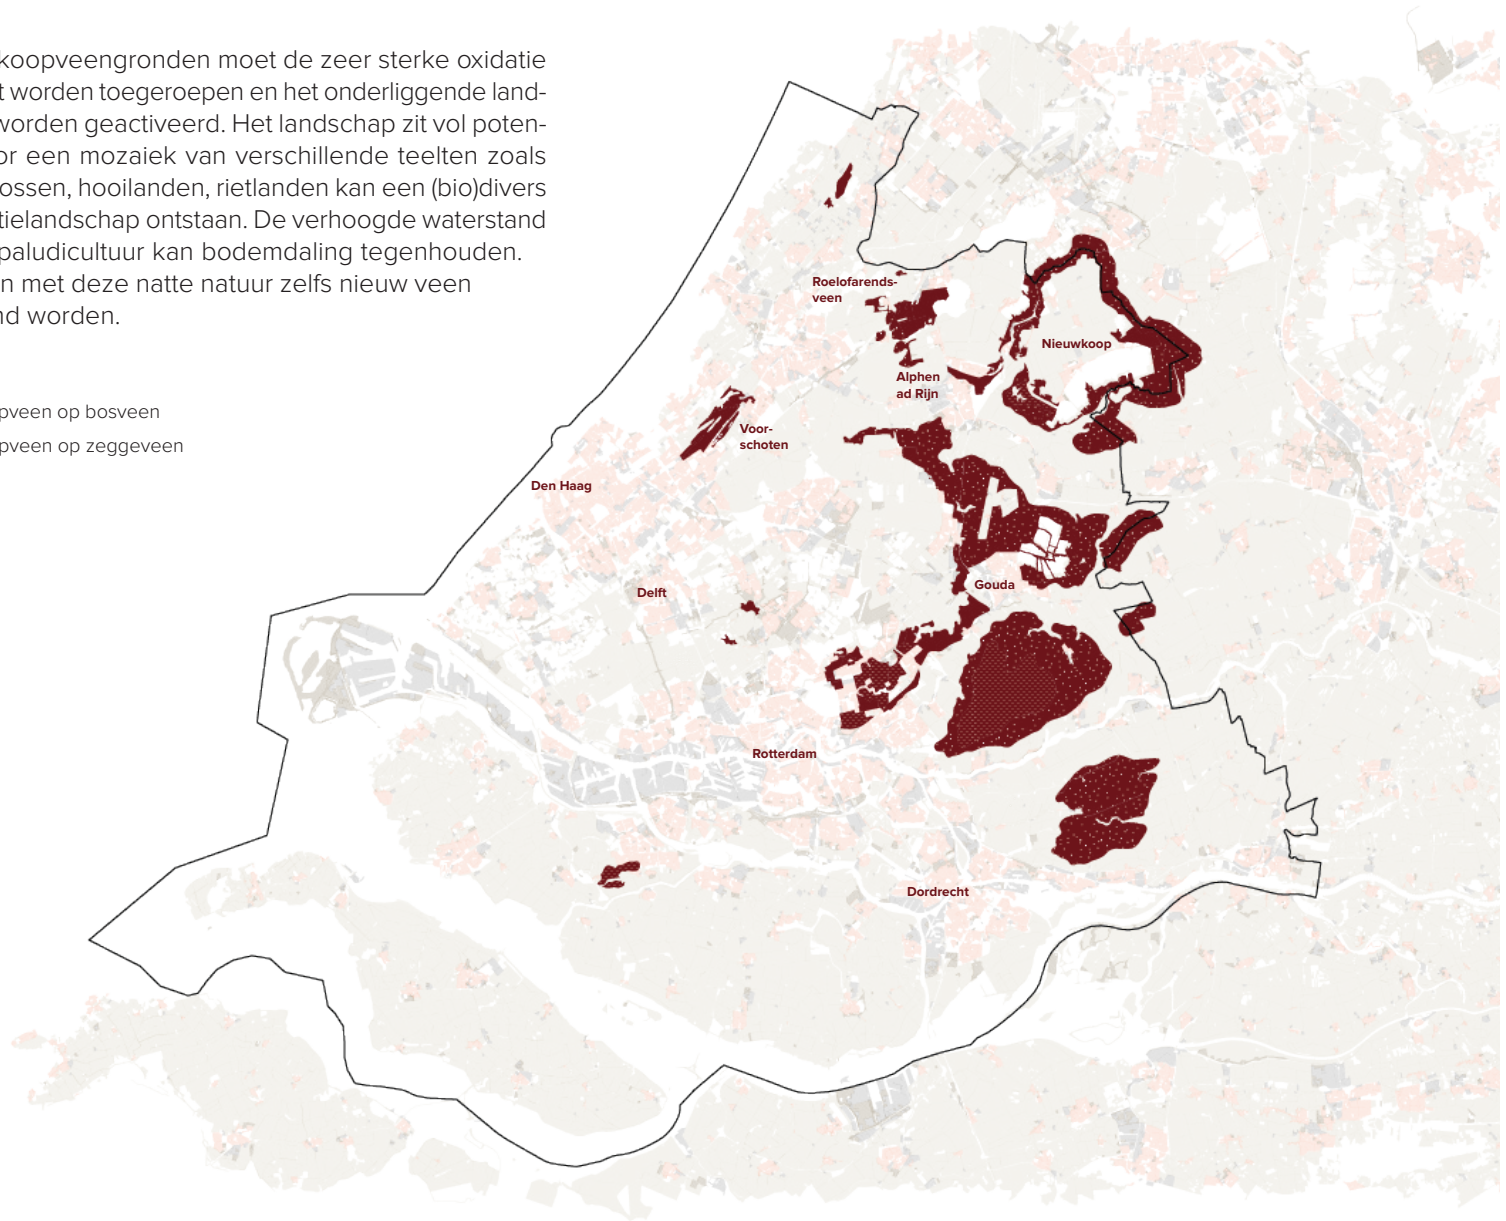 koopveengronden moet de zeer sterke oxidatie
t worden toegeroepen en het onderliggende land-
worden geactiveerd. Het landschap zit vol poten-
or een mozaiek van verschillende teelten zoals
ossen, hooilanden, rietlanden kan een (bio)divers
tielandschap ontstaan. De verhoogde waterstand
paludicultuur kan bodemdaling tegenhouden.
n met deze natte natuur zelfs nieuw veen
nd worden.
pveen op bosveen
pveen op zeggeveen
Roelofarends-
veen
Nieuwkoop
Alphen
ad Rijn
Voor-
schoten
Den Haag
Gouda
Delft
Rotterdam
Dordrecht